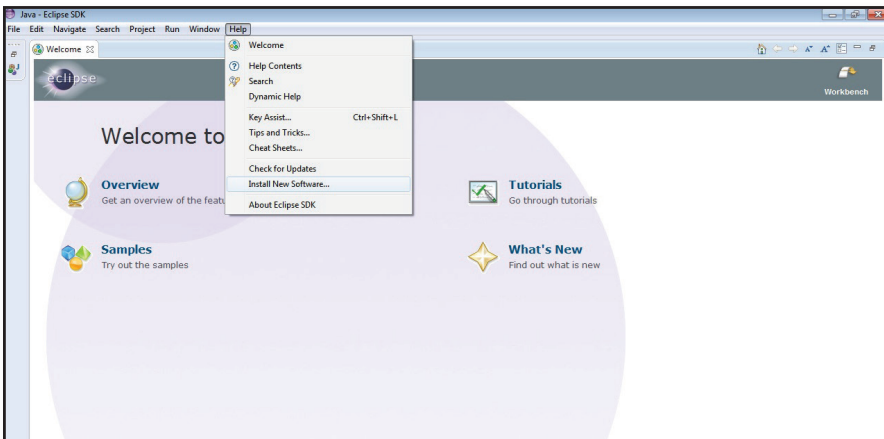 Java - Eclipse SDK
File Edit Navigate Search Project Run Window Help
Welcome
eclipse
Workbench
Welcome
Help Contents
Search
Dynamic Help
Key Assist... Ctrl+Shift+L
Tips and Tricks...
Cheat Sheets...
Check for Updates
Install New Software...
About Eclipse SDK
Welcome to
Overview
Get an overview of the featu
Tutorials
Go through tutorials
Samples
Try out the samples
What's New
Find out what is new